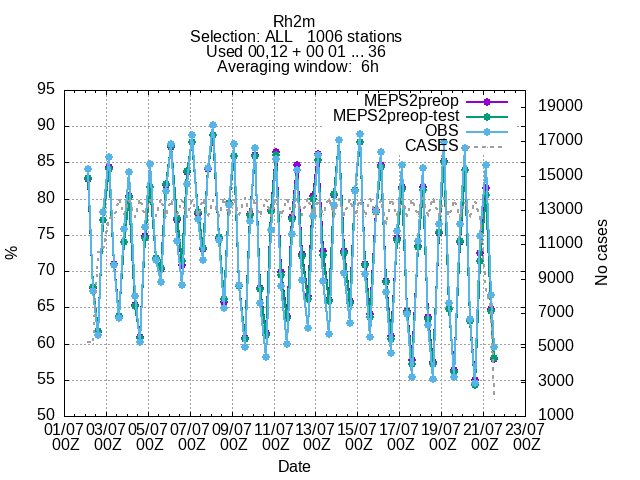 Rh2m
Selection: ALL   1006 stations
Used 00,12 + 00 01 ... 36
Averaging window:  6h
MEPS2preop
MEPS2preop-test
OBS
CASES
95
90
85
80
75
70
65
60
55
50
%
19000
17000
15000
13000
11000
9000
7000
5000
3000
1000
No cases
01/07 03/07 05/07 07/07 09/07 11/07 13/07 15/07 17/07 19/07 21/07 23/07
00Z 00Z 00Z 00Z 00Z 00Z 00Z 00Z 00Z 00Z 00Z 00Z
Date